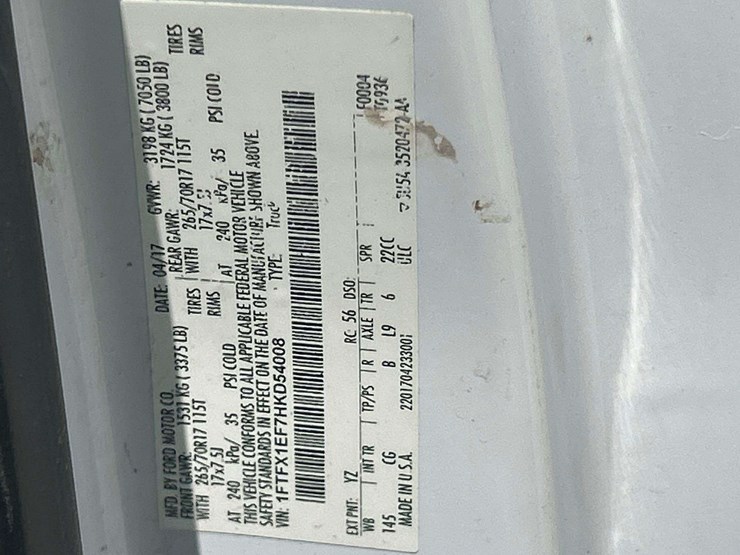 MFD. BY FORD MOTOR CO.
DATE: 04/17 GVWR: 3198 KG ( 7050 LB)
FRONT GAWR: 1531 KG ( 3375 LB) REAR GAWR: 1724 KG ( 3800 LB)
WITH 265/70R17 115T TIRES WITH 265/70R17 115T TIRES
17x7.5J RIMS 17x7.5J RIMS
AT 240 kPa/ 35 PSI COLD AT 240 kPa/ 35 PSI COLD
THIS VEHICLE CONFORMS TO ALL APPLICABLE FEDERAL MOTOR VEHICLE
SAFETY STANDARDS IN EFFECT ON THE DATE OF MANUFACTURE SHOWN ABOVE.
VIN: 1FTFX1EF7HKD54008 TYPE: Truck
EXT PNT: YZ RC: 56 DSO: F0004
WB INT TR TP/PS R AXLE TR SPR
145 CG B L9 6 22CC
MADE IN U.S.A. ULC